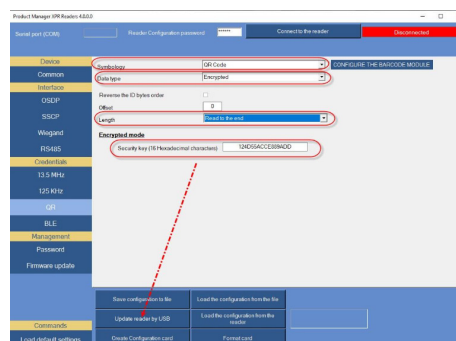 Product Manager XPR Readers 4.0.3.0
Serial port (COM)
Reader Configuration password
******
Connect to the reader
Disconnected
Device
Common
Interface
OSDP
SSCP
Wiegand
RS485
Credentials
13.5 MHz
125 KHz
QR
BLE
Management
Password
Firmware update
Commands
Load default settings
Symbology
QR Code
CONFIGURE THE BARCODE MODULE
Data type
Encrypted
Reverse the ID bytes order
Offset
0
Length
Read to the end
Encrypted mode
Security key (16 Hexadecimal characters)
124D55ACCE089ADD
Save configuration to file
Load the configuration from the file
Update reader by USB
Load the configuration from the
reader
Create Configuration card
Format card